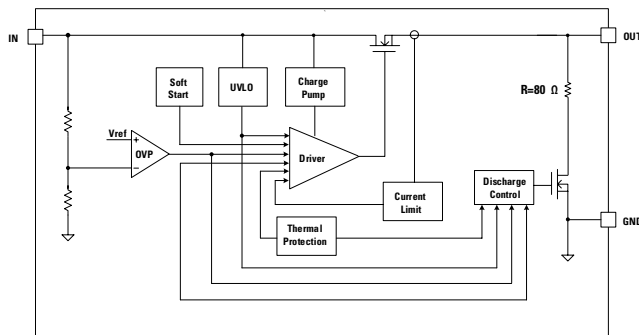 IN
OUT
Soft
Start
UVLO
Charge
Pump
R=80 Ω
Vref
+
OVP
−
Driver
Current
Limit
Discharge
Control
Thermal
Protection
GND